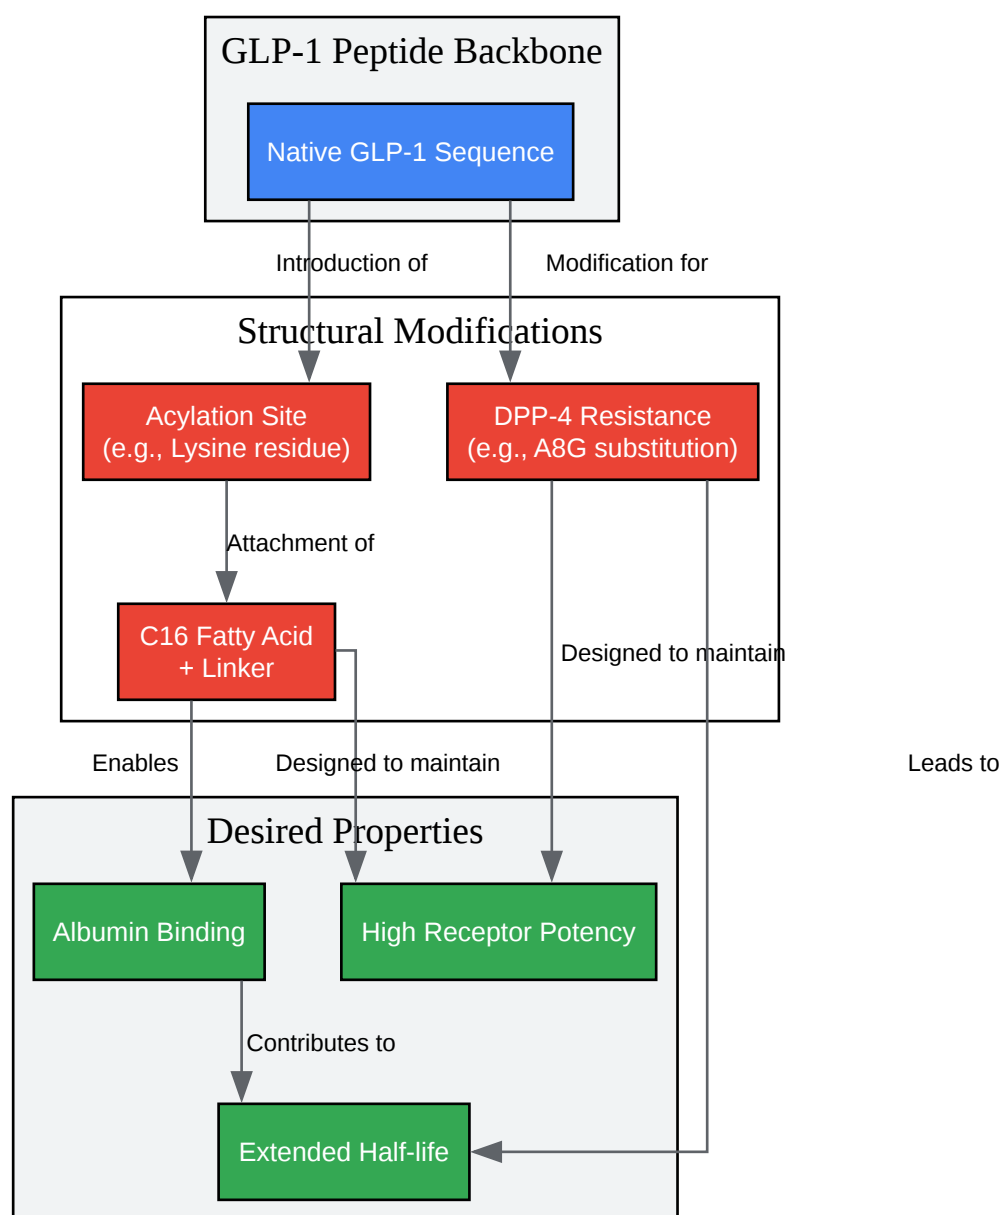 GLP-1 Peptide Backbone
Native GLP-1 Sequence
Introduction of
Modification for
Structural Modifications
Acylation Site
(e.g., Lysine residue)
DPP-4 Resistance
(e.g., A8G substitution)
Attachment of
C16 Fatty Acid
+ Linker
Designed to maintain
Enables
Designed to maintain
Leads to
Desired Properties
Albumin Binding
High Receptor Potency
Contributes to
Extended Half-life